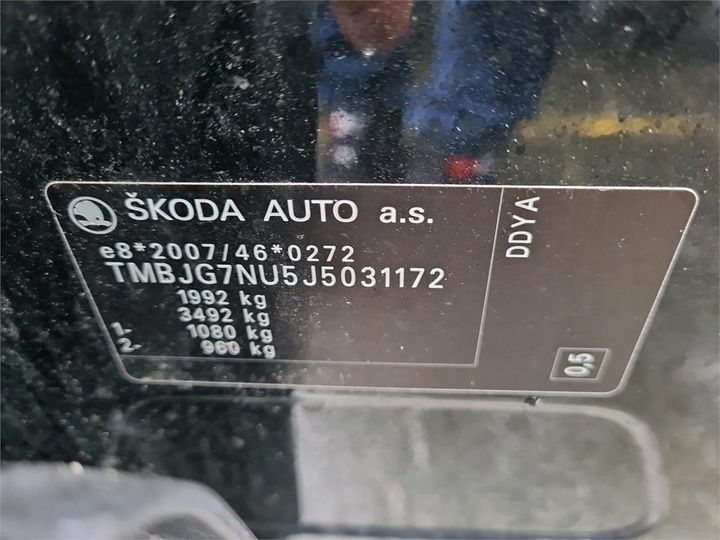 ŠKODA AUTO a.s.
e8*2007/46*0272
TMBJG7NU5J5031172
1992 kg
3492 kg
1- 1080 kg
2- 960 kg
DDYA
0,5